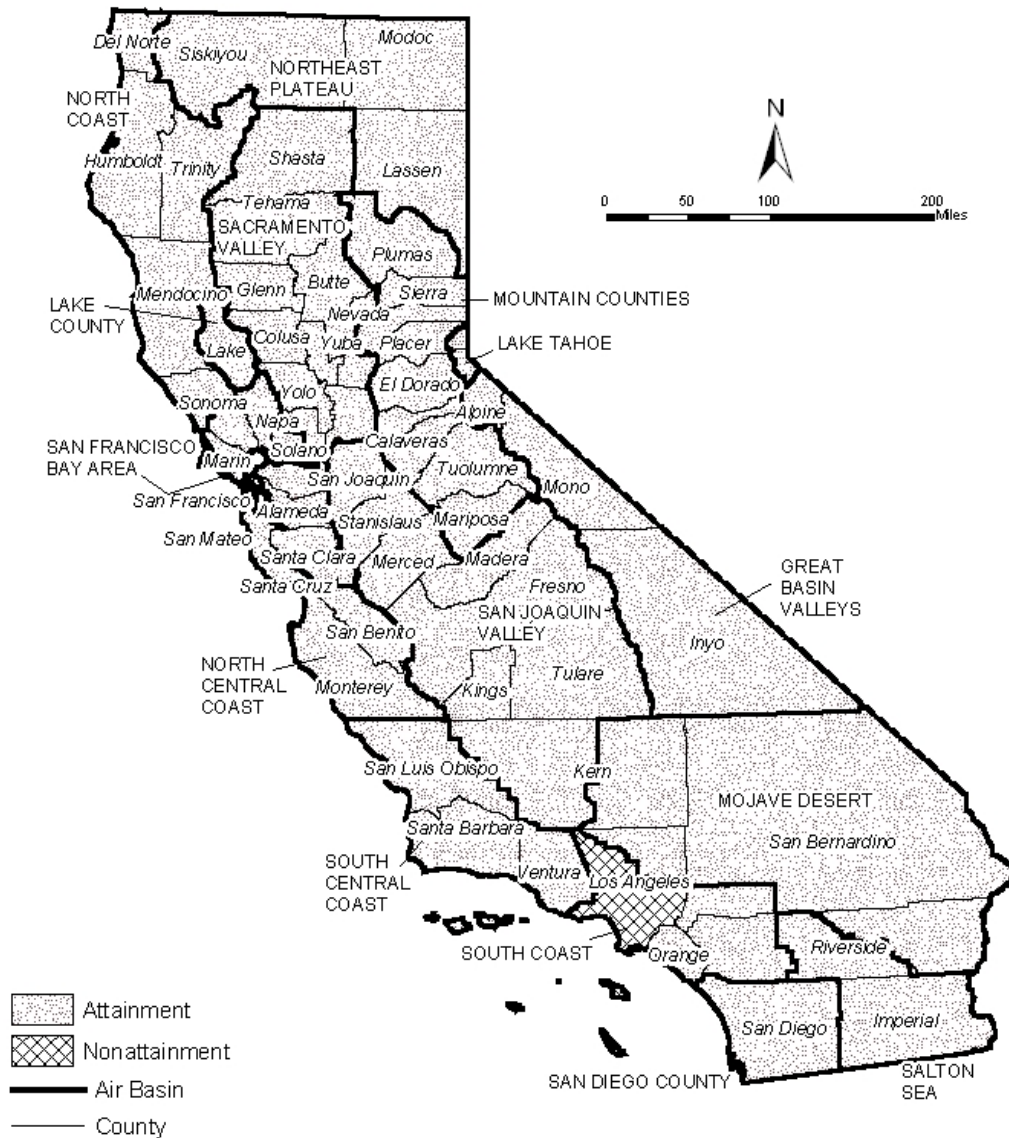 Del Norte
Siskiyou
Modoc
NORTHEAST
PLATEAU
NORTH
COAST
Humboldt
Trinity
Shasta
Lassen
N
0 50 100 200
Miles
Tehama
SACRAMENTO
VALLEY
Plumas
Butte
Glenn
Sierra
Mendocino
MOUNTAIN COUNTIES
LAKE
COUNTY
Nevada
Colusa
Yuba
Placer
LAKE TAHOE
Lake
El Dorado
Yolo
Sonoma
Alpine
Napa
Calaveras
Solano
SAN FRANCISCO
BAY AREA
Marin
Tuolumne
San Joaquin
Mono
San Francisco
Alameda
Stanislaus
Mariposa
San Mateo
Santa Clara
Merced
Madera
GREAT
BASIN
VALLEYS
Santa Cruz
Fresno
SAN JOAQUIN
VALLEY
San Benito
Inyo
NORTH
CENTRAL
COAST
Tulare
Monterey
Kings
San Luis Obispo
Kern
MOJAVE DESERT
Santa Barbara
San Bernardino
SOUTH
CENTRAL
COAST
Ventura
Los Angeles
SOUTH COAST
Orange
Riverside
Attainment
Nonattainment
Air Basin
County
San Diego
Imperial
SAN DIEGO COUNTY
SALTON
SEA